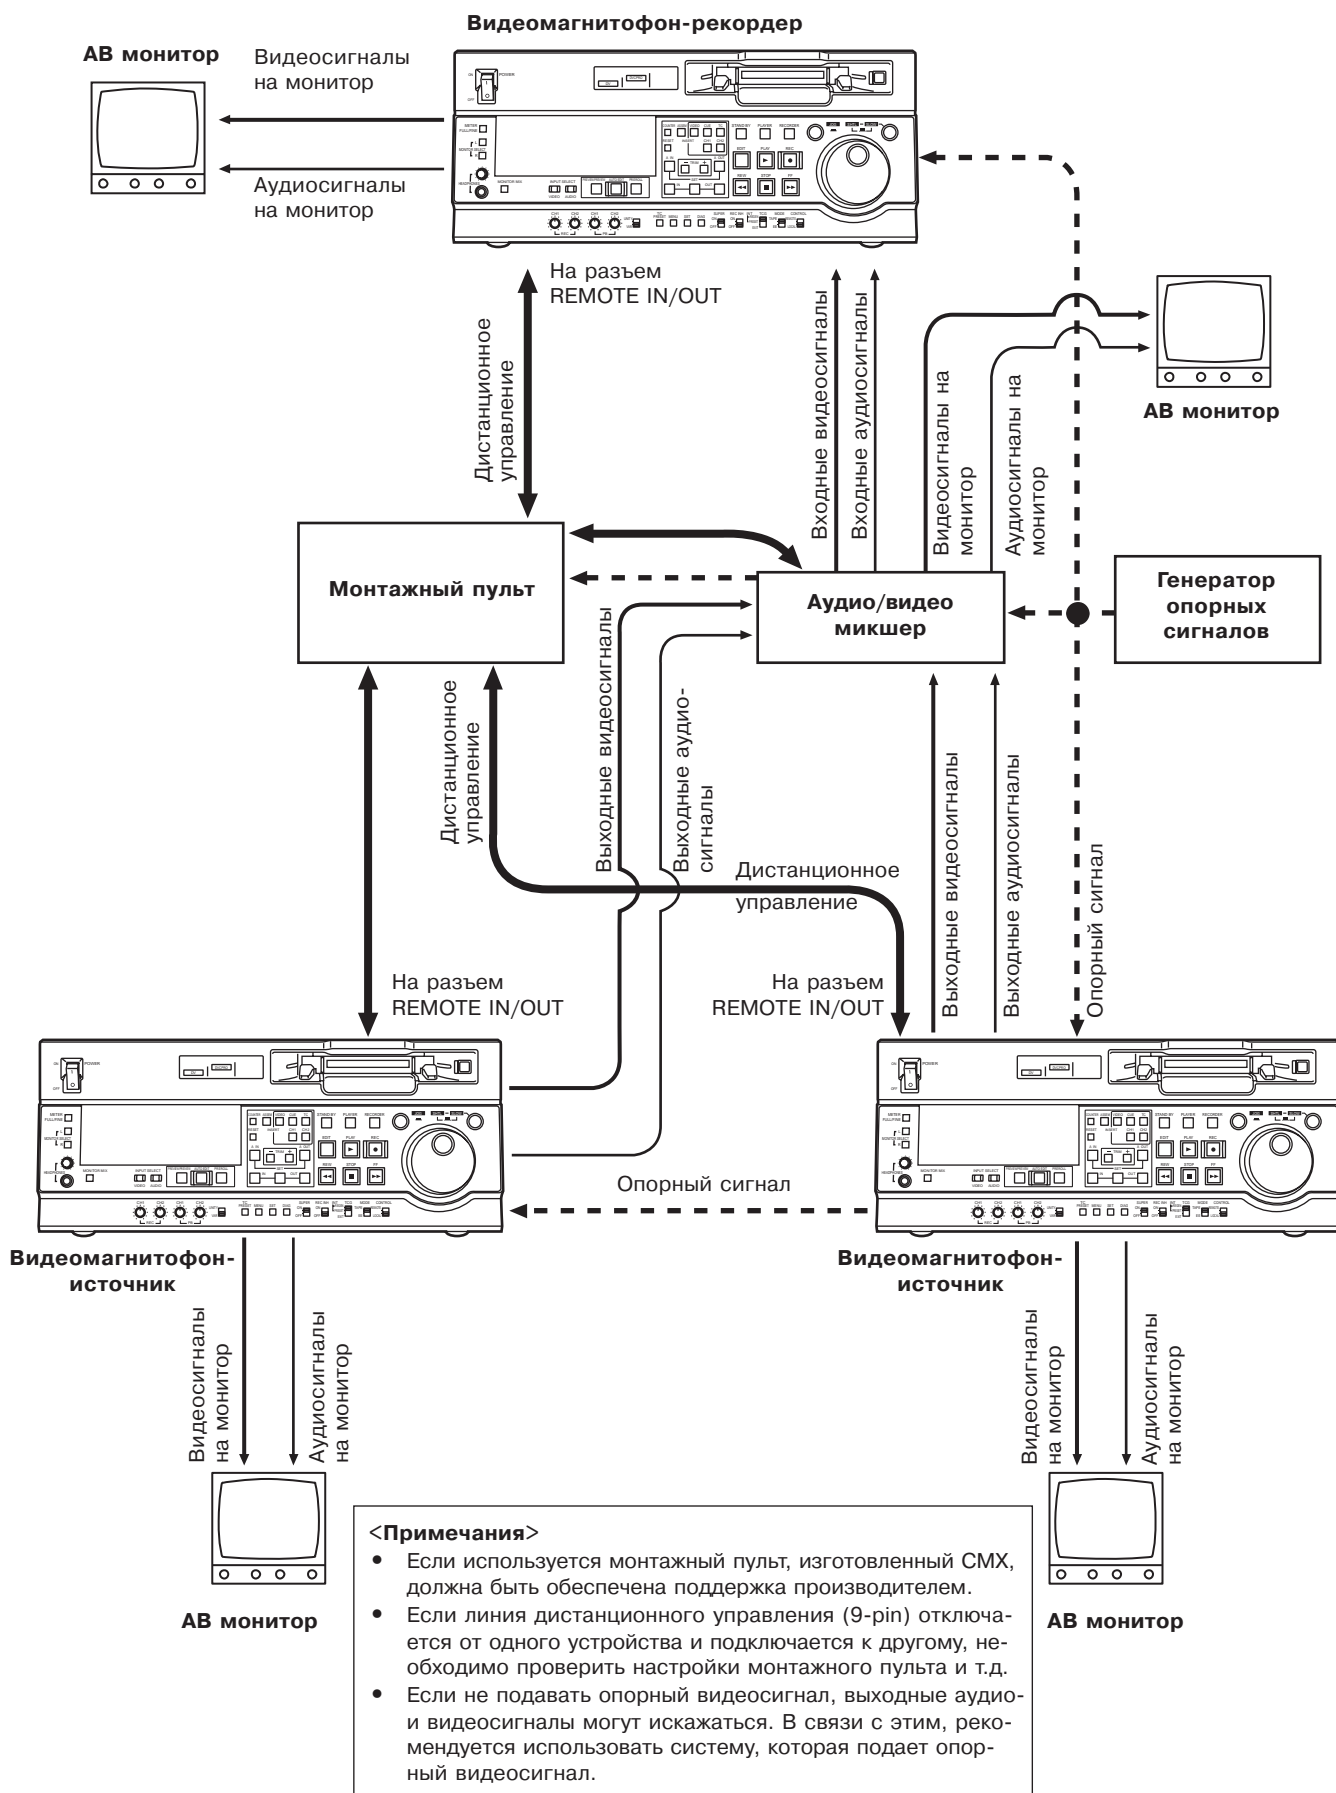 Видеомагнитофон-рекордер
АВ монитор
Видеосигналы
на монитор
Аудиосигналы
на монитор
На разъем
REMOTE IN/OUT
Дистанционное
управление
Входные видеосигналы
Входные аудиосигналы
Видеосигналы на
монитор
Аудиосигналы на
монитор
АВ монитор
Монтажный пульт
Аудио/видео
микшер
Генератор
опорных
сигналов
Дистанционное
управление
Выходные видеосигналы
Выходные аудио-
сигналы
Дистанционное
управление
Выходные видеосигналы
Выходные аудиосигналы
Опорный сигнал
На разъем
REMOTE IN/OUT
На разъем
REMOTE IN/OUT
Опорный сигнал
Видеомагнитофон-
источник
Видеомагнитофон-
источник
Видеосигналы
на монитор
Аудиосигналы
на монитор
Видеосигналы
на монитор
Аудиосигналы
на монитор
АВ монитор
АВ монитор
<Примечания>
• Если используется монтажный пульт, изготовленный CMX,
должна быть обеспечена поддержка производителем.
• Если линия дистанционного управления (9-pin) отключа-
ется от одного устройства и подключается к другому, не-
обходимо проверить настройки монтажного пульта и т.д.
• Если не подавать опорный видеосигнал, выходные аудио-
и видеосигналы могут искажаться. В связи с этим, реко-
мендуется использовать систему, которая подает опор-
ный видеосигнал.